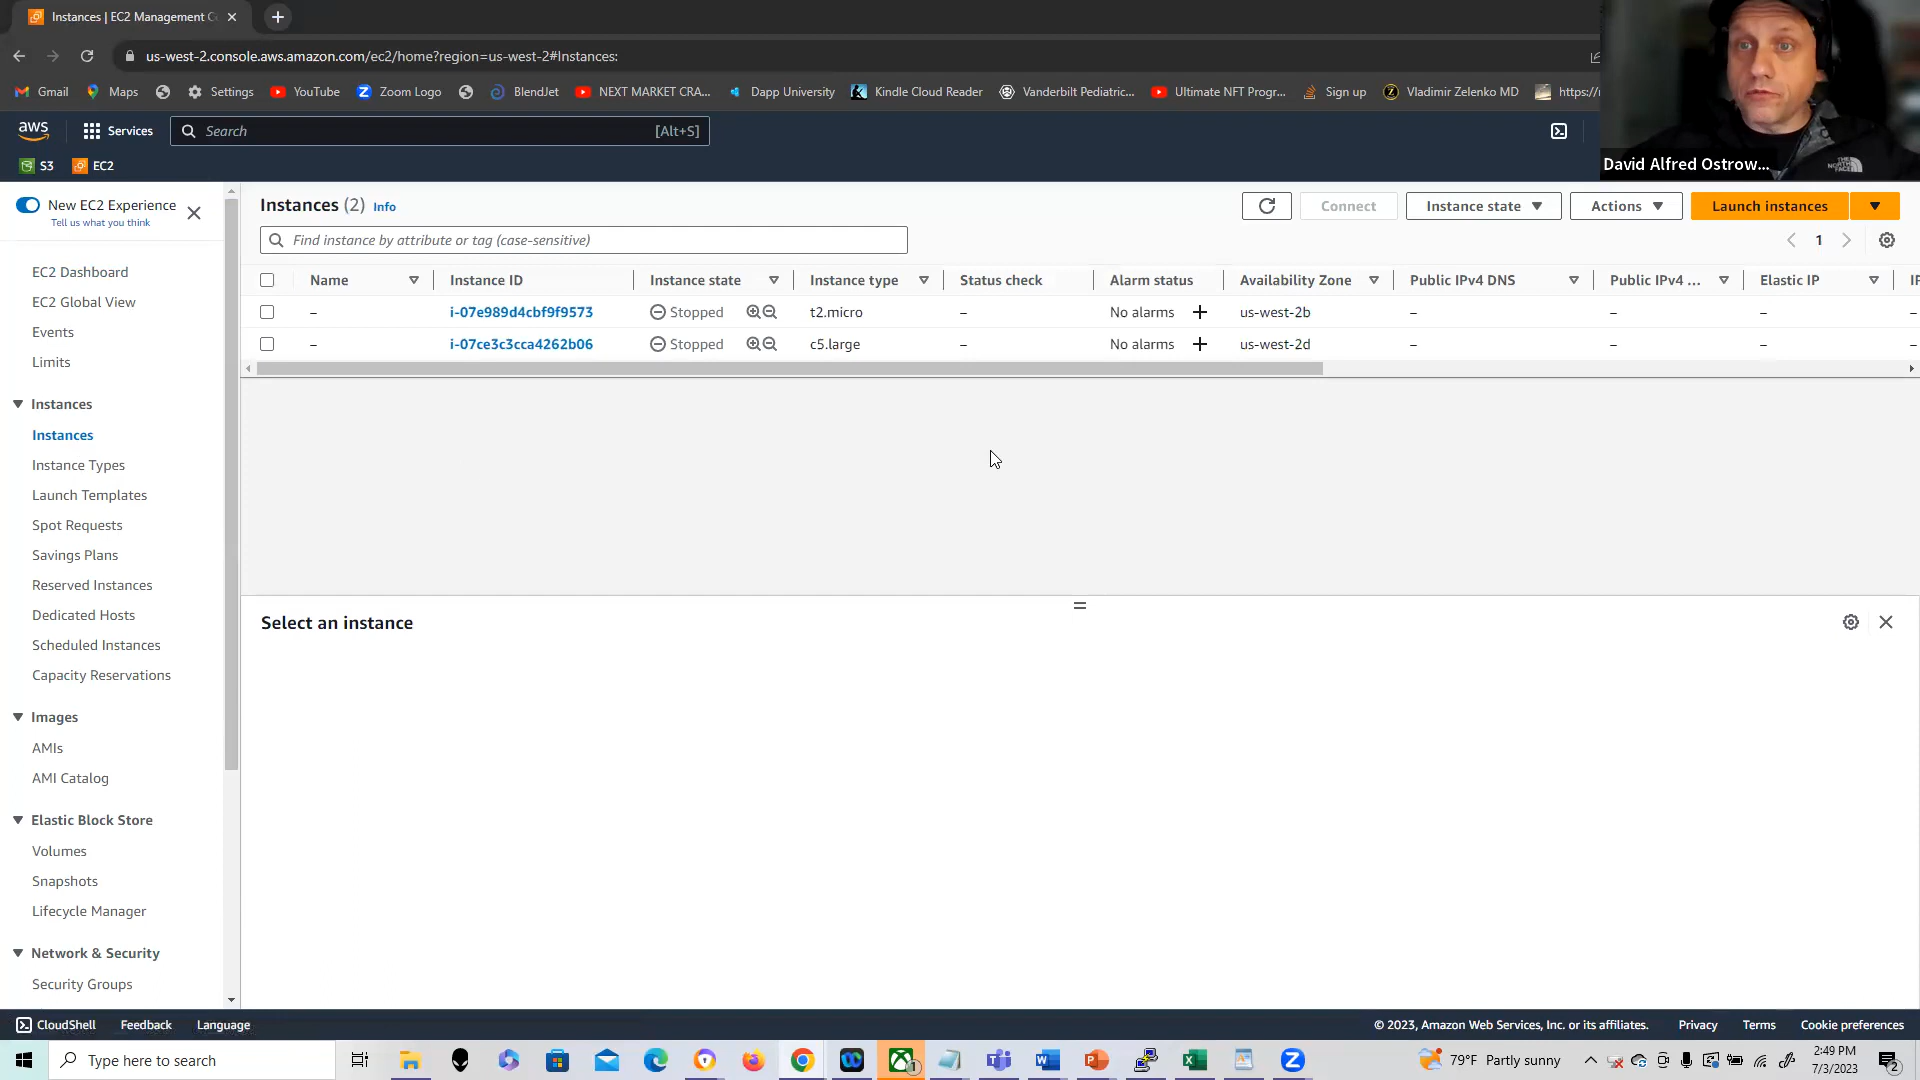 Instances | EC2 Management Co
us-west-2.console.aws.amazon.com/ec2/home?region=us-west-2#Instances:
Gmail Maps Settings YouTube Zoom Logo BlendJet NEXT MARKET CRA... Dapp University Kindle Cloud Reader Vanderbilt Pediatric... Ultimate NFT Progr... Sign up Vladimir Zelenko MD https://r
aws Services Search [Alt+S]
David Alfred Ostrow...
THE NORTH FACE
S3 EC2
New EC2 Experience
Tell us what you think
EC2 Dashboard
EC2 Global View
Events
Limits
Instances
Instances
Instance Types
Launch Templates
Spot Requests
Savings Plans
Reserved Instances
Dedicated Hosts
Scheduled Instances
Capacity Reservations
Images
AMIs
AMI Catalog
Elastic Block Store
Volumes
Snapshots
Lifecycle Manager
Network & Security
Security Groups
Instances (2) Info
Connect Instance state Actions Launch instances
Find instance by attribute or tag (case-sensitive)
1
Name Instance ID Instance state Instance type Status check Alarm status Availability Zone Public IPv4 DNS Public IPv4 ... Elastic IP IP
– i-07e989d4cbf9f9573 Stopped t2.micro – No alarms + us-west-2b – – – –
– i-07ce3c3cca4262b06 Stopped c5.large – No alarms + us-west-2d – – – –
Select an instance
CloudShell Feedback Language © 2023, Amazon Web Services, Inc. or its affiliates. Privacy Terms Cookie preferences
Type here to search 1 79°F Partly sunny 2:49 PM
7/3/2023 2